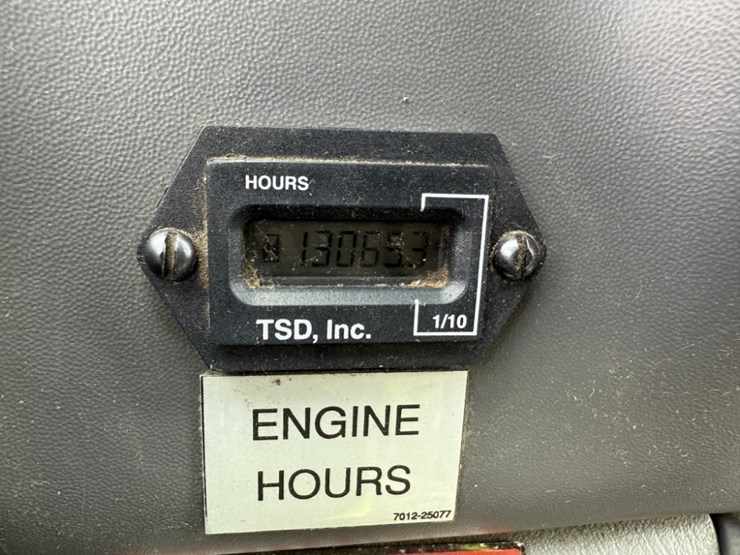 HOURS
13065.3
TSD, Inc.
1/10
ENGINE
HOURS
7012-25077